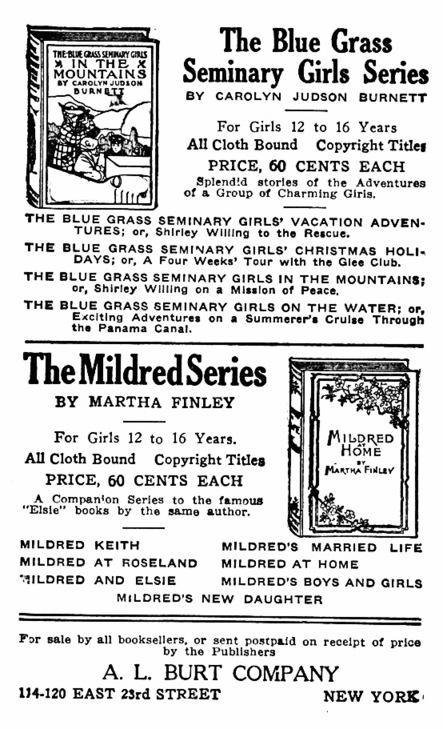 THE BLUE GRASS SEMINARY GIRLS
IN THE
MOUNTAINS
BY CAROLYN JUDSON
BURNETT
The Blue Grass
Seminary Girls Series
BY CAROLYN JUDSON BURNETT
For Girls 12 to 16 Years
All Cloth Bound Copyright Titles
PRICE, 60 CENTS EACH
Splendid stories of the Adventures
of a Group of Charming Girls.
THE BLUE GRASS SEMINARY GIRLS' VACATION ADVEN-
TURES; or, Shirley Willing to the Rescue.
THE BLUE GRASS SEMINARY GIRLS' CHRISTMAS HOLI-
DAYS; or, A Four Weeks' Tour with the Glee Club.
THE BLUE GRASS SEMINARY GIRLS IN THE MOUNTAINS;
or, Shirley Willing on a Mission of Peace.
THE BLUE GRASS SEMINARY GIRLS ON THE WATER; or,
Exciting Adventures on a Summerer's Cruise Through
the Panama Canal.
The Mildred Series
BY MARTHA FINLEY
For Girls 12 to 16 Years.
All Cloth Bound Copyright Titles
PRICE, 60 CENTS EACH
A Companion Series to the famous
"Elsie" books by the same author.
MILDRED
AT
HOME
BY
MARTHA FINLEY
MILDRED KEITH MILDRED'S MARRIED LIFE
MILDRED AT ROSELAND MILDRED AT HOME
MILDRED AND ELSIE MILDRED'S BOYS AND GIRLS
MILDRED'S NEW DAUGHTER
For sale by all booksellers, or sent postpaid on receipt of price
by the Publishers
A. L. BURT COMPANY
114-120 EAST 23rd STREET NEW YORK